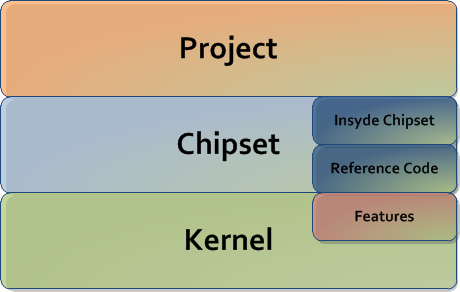 Project
Chipset
Insyde Chipset
Reference Code
Kernel
Features